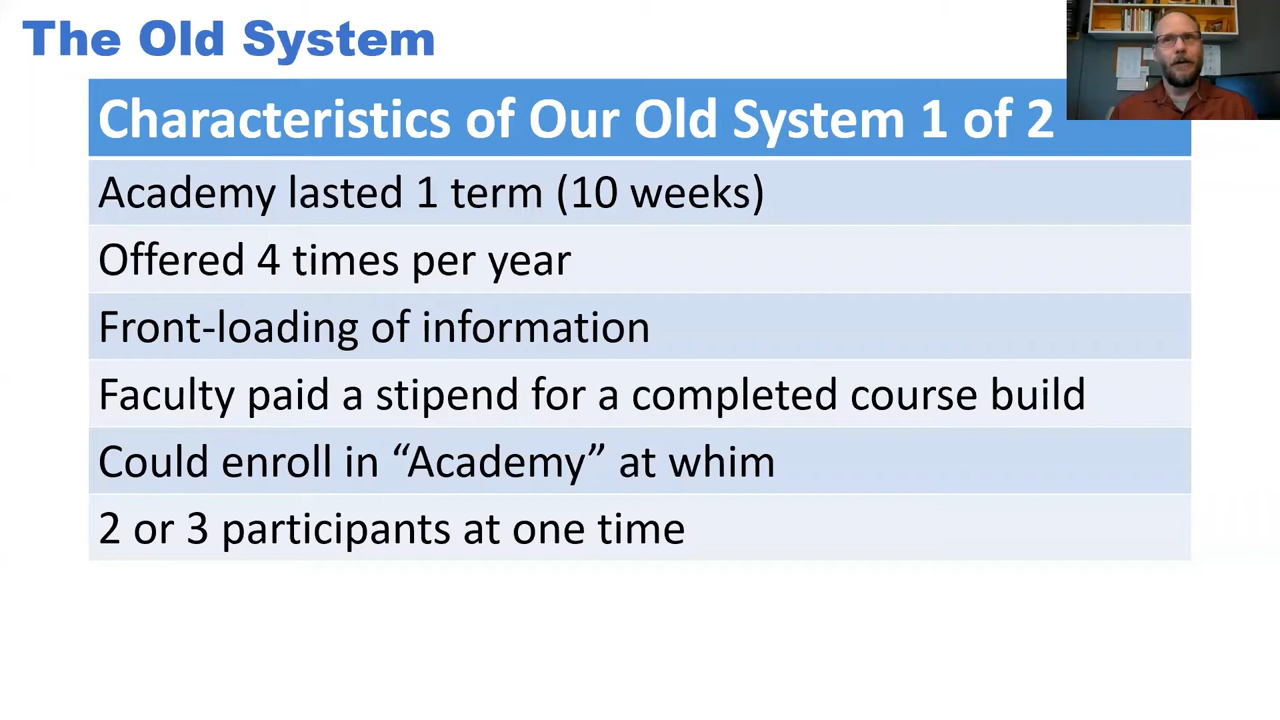 The Old System
Characteristics of Our Old System 1 of 2
Academy lasted 1 term (10 weeks)
Offered 4 times per year
Front-loading of information
Faculty paid a stipend for a completed course build
Could enroll in “Academy” at whim
2 or 3 participants at one time